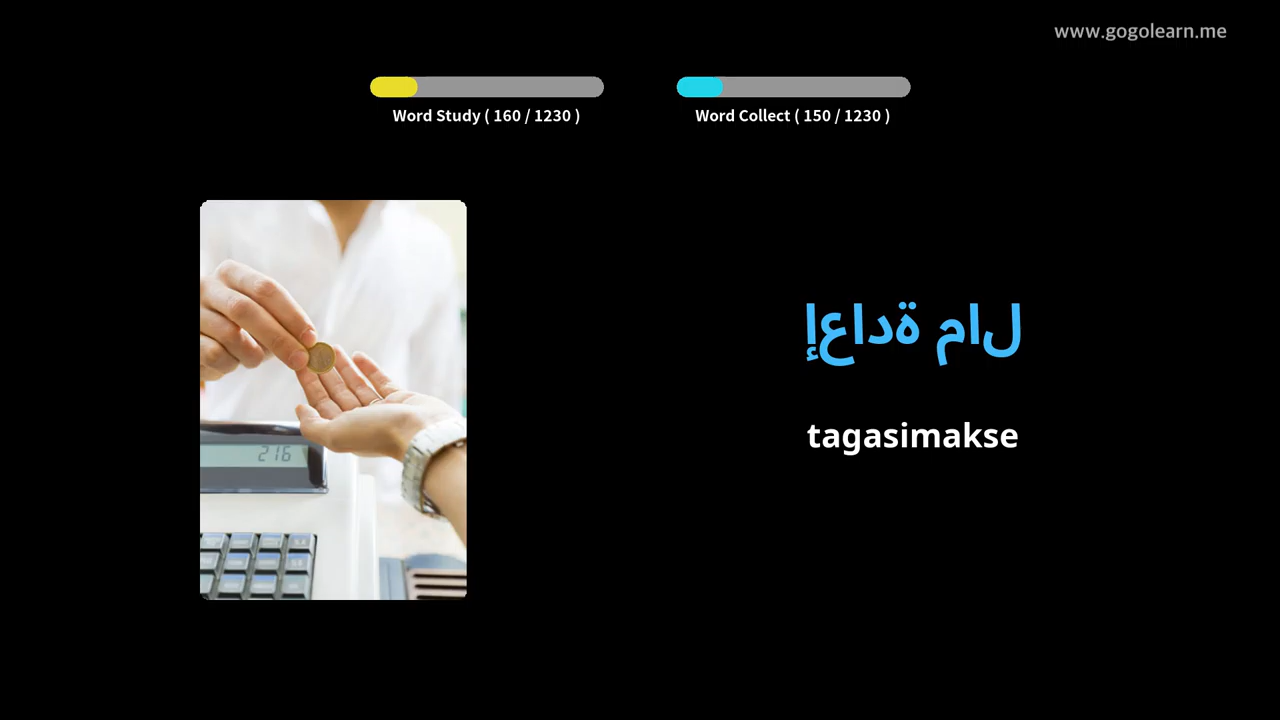 www.gogolearn.me
Word Study ( 160 / 1230 )
Word Collect ( 150 / 1230 )
إعادة مال
tagasimakse
216